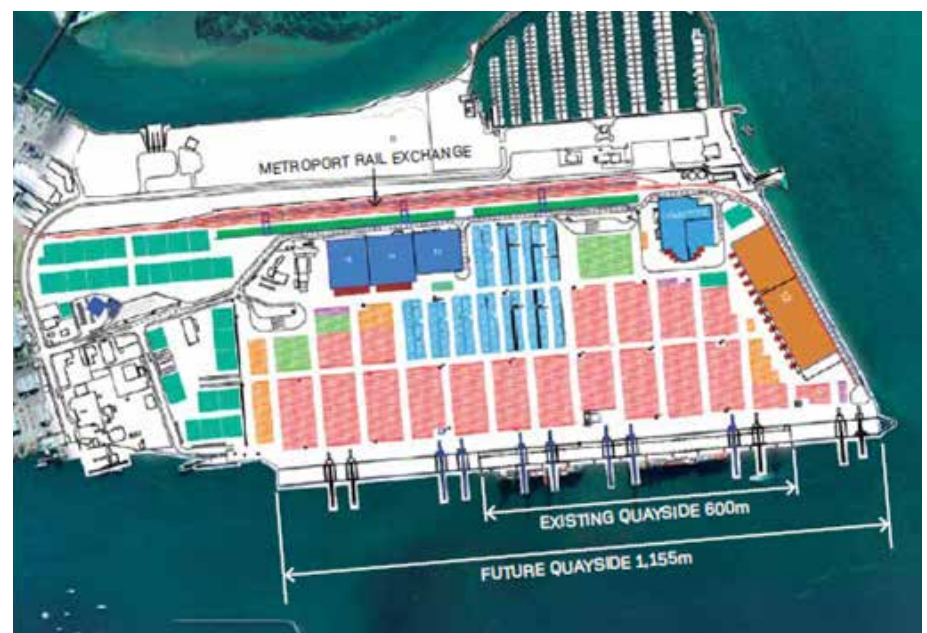 METROPORT RAIL EXCHANGE
EXISTING QUAYSIDE 600m
FUTURE QUAYSIDE 1,155m